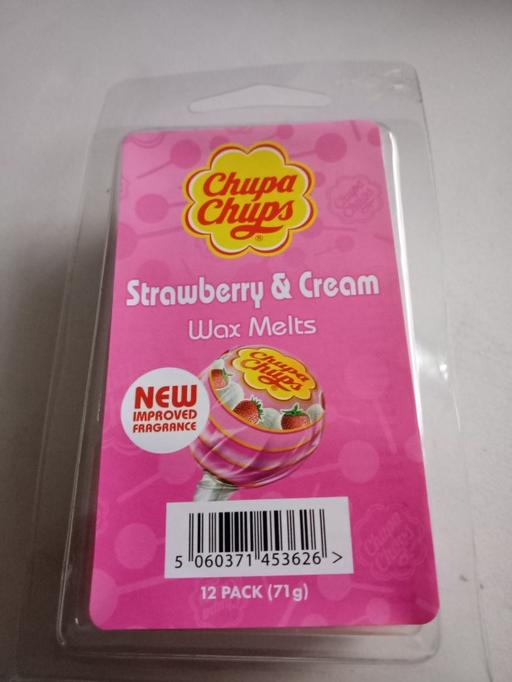 Chupa
Chups
®
Strawberry & Cream
Wax Melts
Chupa
Chups
NEW
IMPROVED
FRAGRANCE
5 060371 453626 >
12 PACK (71g)